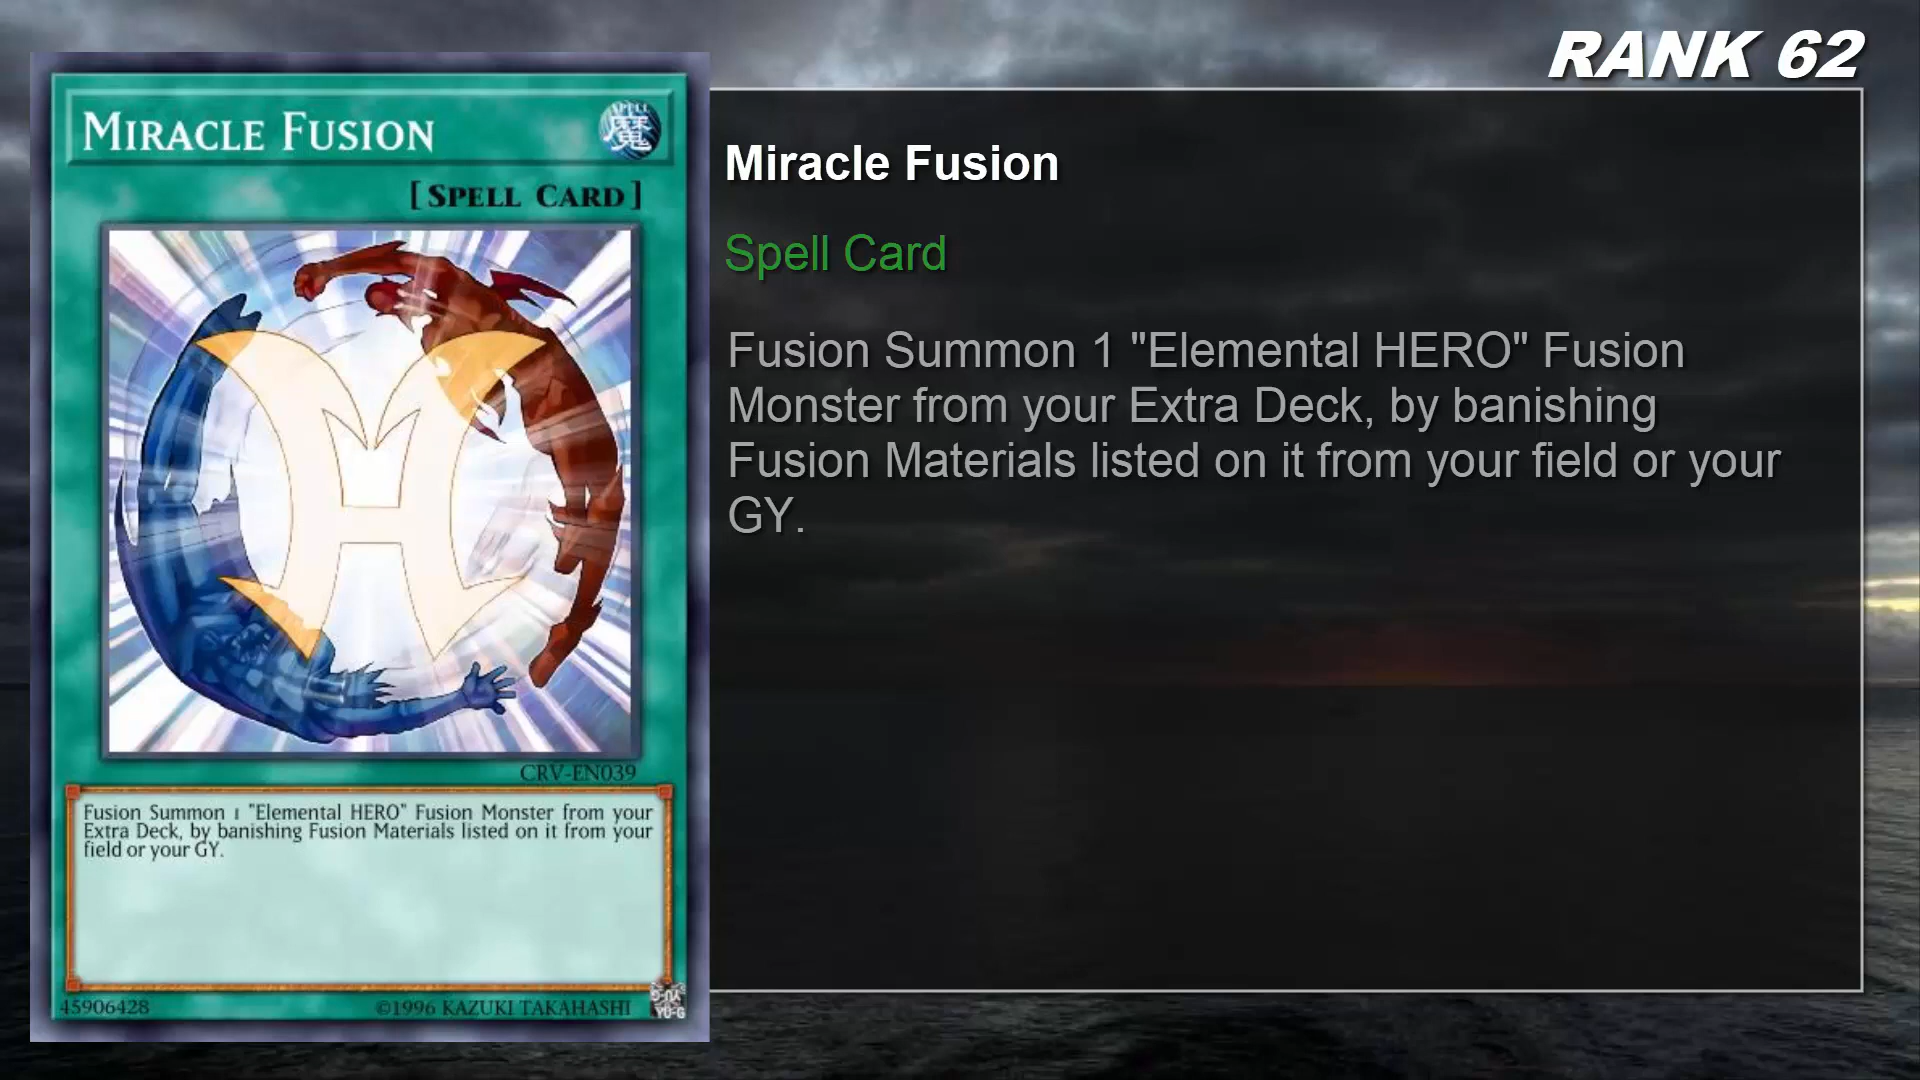 RANK 62
MIRACLE FUSION
SPELL
魔
[SPELL CARD]
CRV-EN039
Fusion Summon 1 "Elemental HERO" Fusion Monster from your
Extra Deck, by banishing Fusion Materials listed on it from your
field or your GY.
45906428
©1996 KAZUKI TAKAHASHI
Miracle Fusion
Spell Card
Fusion Summon 1 "Elemental HERO" Fusion
Monster from your Extra Deck, by banishing
Fusion Materials listed on it from your field or your
GY.